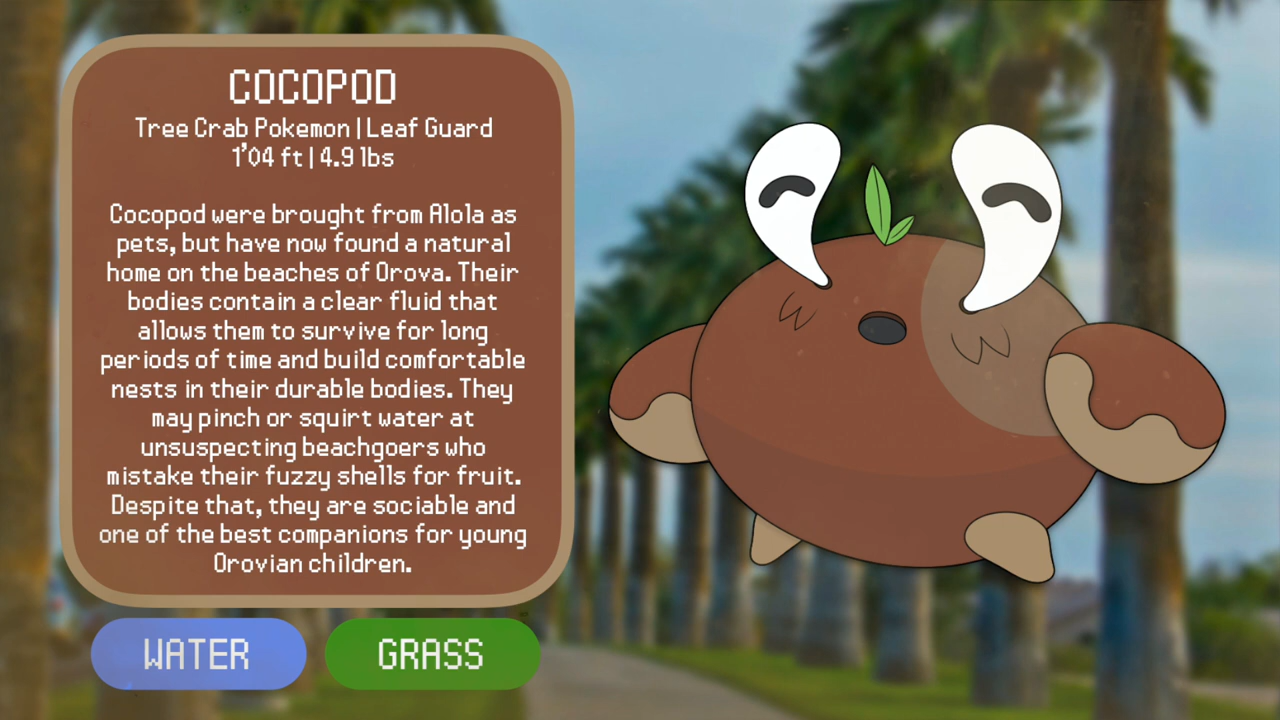 COCOPOD
Tree Crab Pokemon | Leaf Guard
1'04 ft | 4.9 lbs
Cocopod were brought from Alola as
pets, but have now found a natural
home on the beaches of Orova. Their
bodies contain a clear fluid that
allows them to survive for long
periods of time and build comfortable
nests in their durable bodies. They
may pinch or squirt water at
unsuspecting beachgoers who
mistake their fuzzy shells for fruit.
Despite that, they are sociable and
one of the best companions for young
Orovian children.
WATER
GRASS